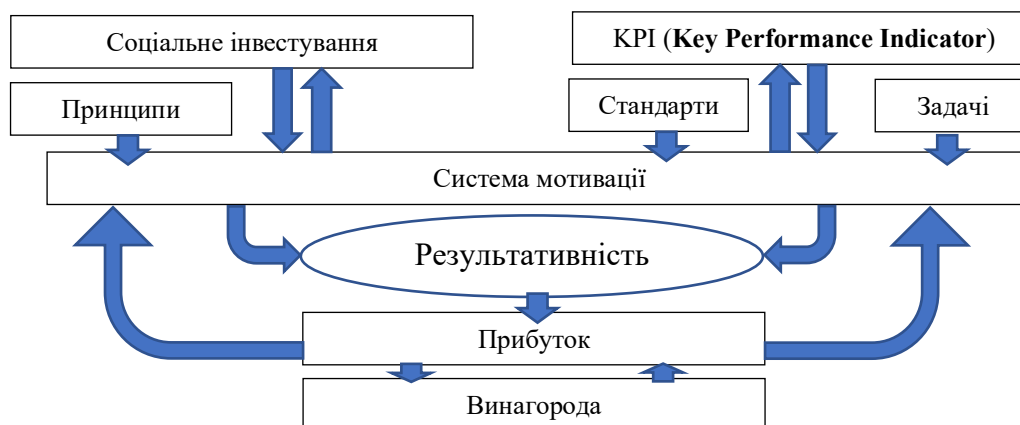 Соціальне інвестування
KPI (Key Performance Indicator)
Принципи
Стандарти
Задачі
Система мотивації
Результативність
Прибуток
Винагорода